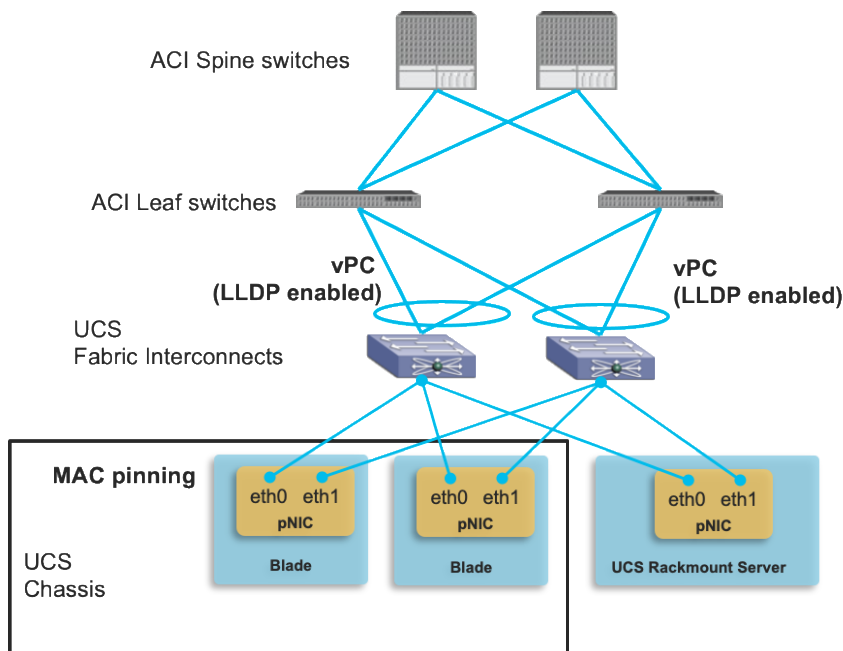 ACI Spine switches
ACI Leaf switches
vPC
(LLDP enabled)
vPC
(LLDP enabled)
UCS
Fabric Interconnects
MAC pinning
eth0 eth1
pNIC
Blade
eth0 eth1
pNIC
Blade
eth0 eth1
pNIC
UCS Rackmount Server
UCS
Chassis